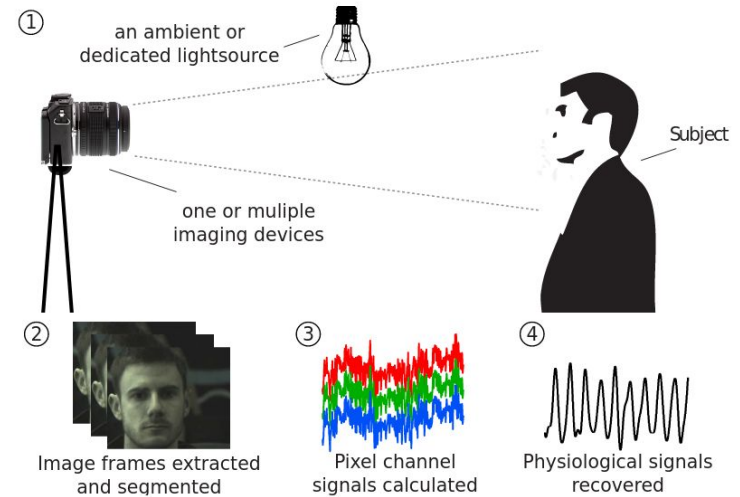 1
an ambient or
dedicated lightsource
Subject
one or muliple
imaging devices
2
3
4
Image frames extracted
and segmented
Pixel channel
signals calculated
Physiological signals
recovered